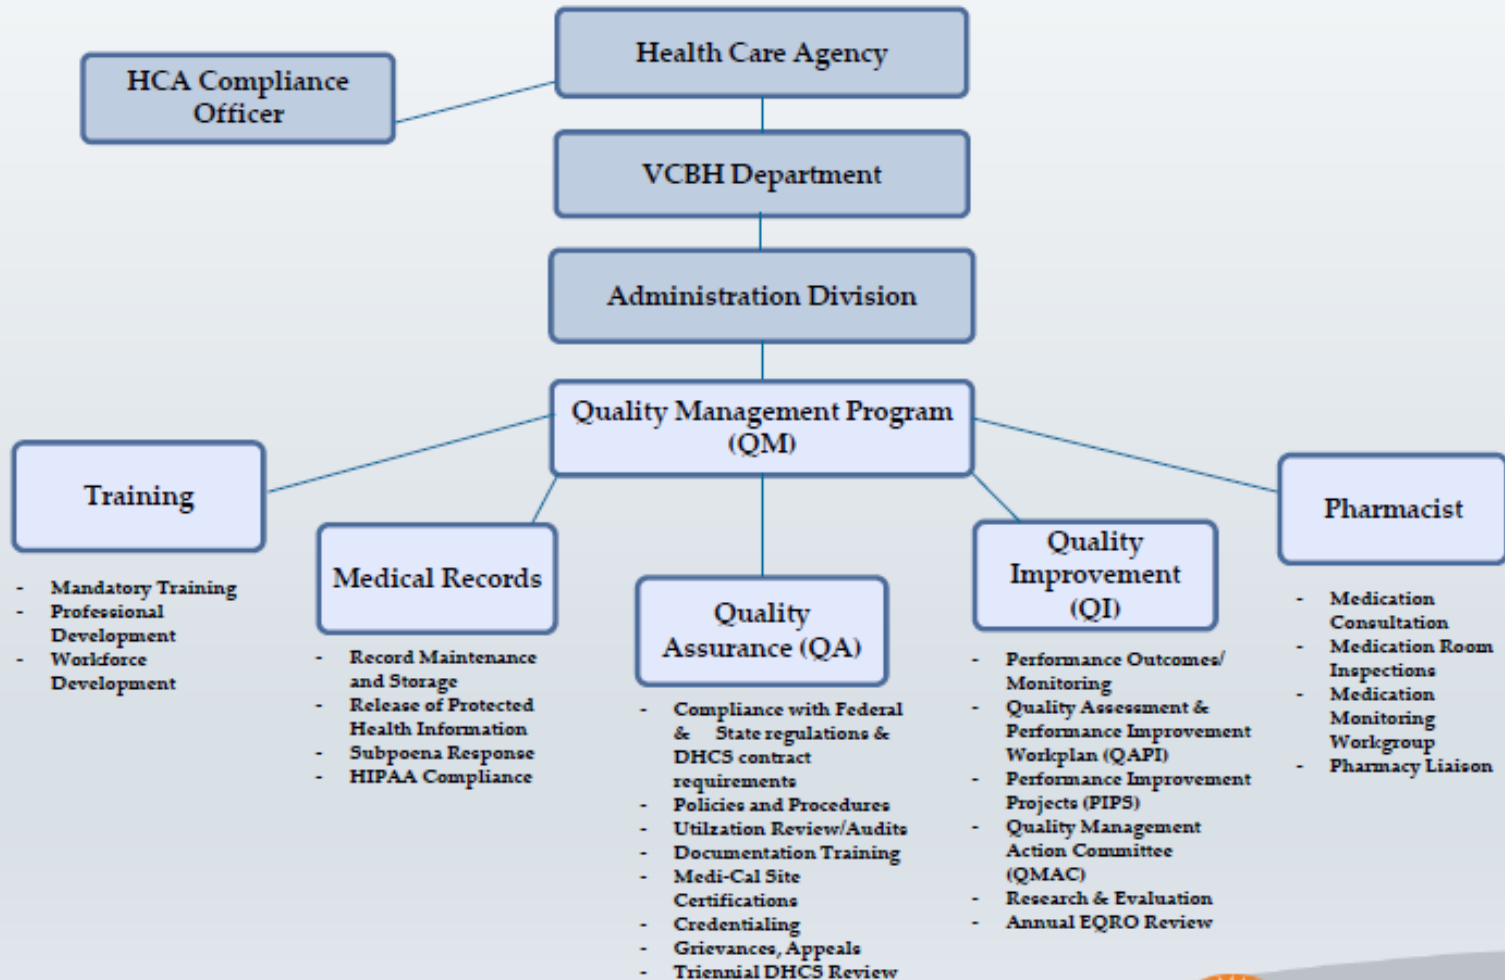 Health Care Agency
HCA Compliance
Officer
VCBH Department
Administration Division
Quality Management Program
(QM)
Training
- Mandatory Training
- Professional
Development
- Workforce
Development
Medical Records
- Record Maintenance
and Storage
- Release of Protected
Health Information
- Subpoena Response
- HIPAA Compliance
Quality
Assurance (QA)
- Compliance with Federal
& State regulations &
DHCS contract
requirements
- Policies and Procedures
- Utilzation Review/Audits
- Documentation Training
- Medi-Cal Site
Certifications
- Credentialing
- Grievances, Appeals
- Triennial DHCS Review
Quality
Improvement
(QI)
- Performance Outcomes/
Monitoring
- Quality Assessment &
Performance Improvement
Workplan (QAPI)
- Performance Improvement
Projects (PIPS)
- Quality Management
Action Committee
(QMAC)
- Research & Evaluation
- Annual EQRO Review
Pharmacist
- Medication
Consultation
- Medication Room
Inspections
- Medication
Monitoring
Workgroup
- Pharmacy Liaison